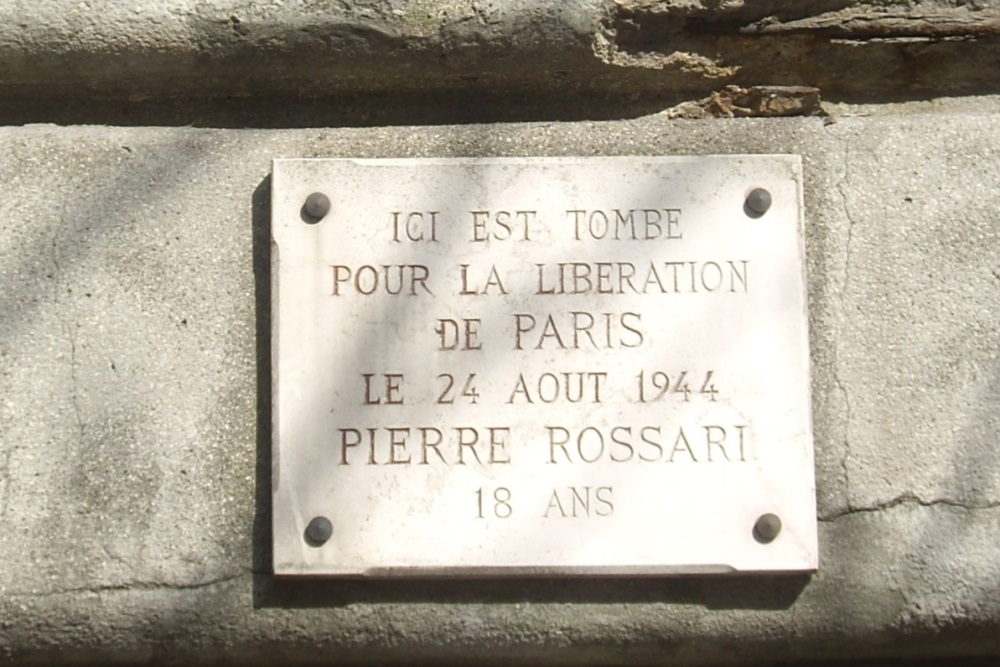 ICI EST TOMBE
POUR LA LIBERATION
DE PARIS
LE 24 AOUT 1944
PIERRE ROSSARI
18 ANS